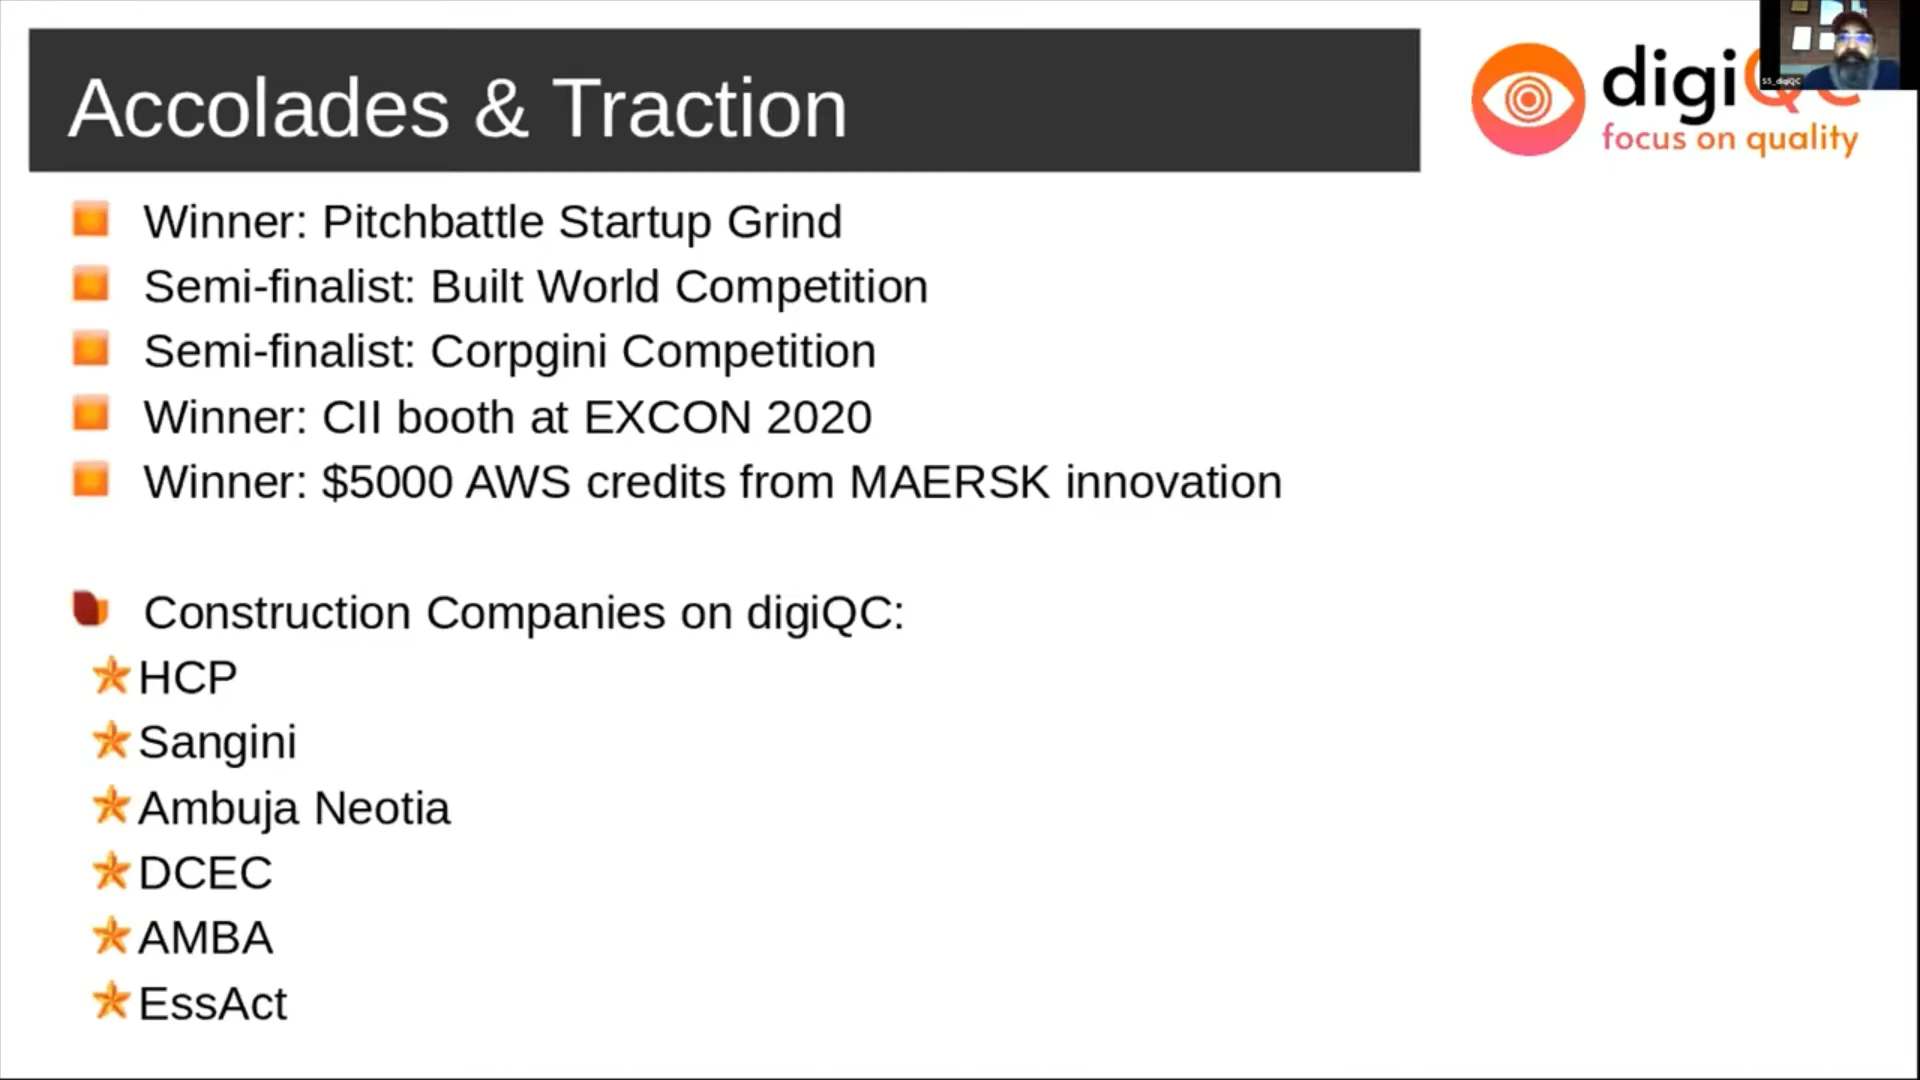 Accolades & Traction
digi
focus on quality
Winner: Pitchbattle Startup Grind
Semi-finalist: Built World Competition
Semi-finalist: Corpgini Competition
Winner: CII booth at EXCON 2020
Winner: $5000 AWS credits from MAERSK innovation
Construction Companies on digiQC:
HCP
Sangini
Ambuja Neotia
DCEC
AMBA
EssAct